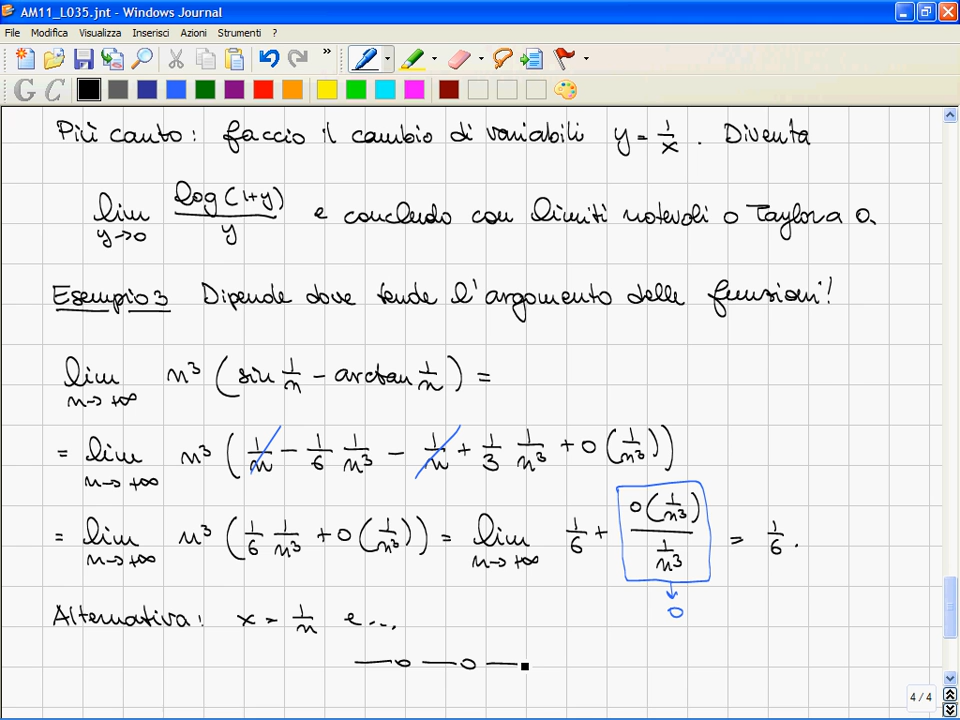 AM11_L035.jnt - Windows Journal
File Modifica Visualizza Inserisci Azioni Strumenti ?
G C
Più canto: faccio il cambio di variabili y = 1/x. Diventa
lim y→0 log(1+y)/y e concludo con limiti notevoli o Taylor a 0.
Esempio 3 Dipende dove tende l'argomento delle funzioni!
lim n→+∞ n³ (sin 1/n - arctan 1/n) =
= lim n→+∞ n³ (1/n - 1/6 1/n³ - 1/n + 1/3 1/n³ + o(1/n³))
= lim n→+∞ n³ (1/6 1/n³ + o(1/n³)) = lim n→+∞ 1/6 + o(1/n³)/(1/n³) = 1/6.
↓
0
Alternativa: x = 1/n e...
—o—o—
4 / 4